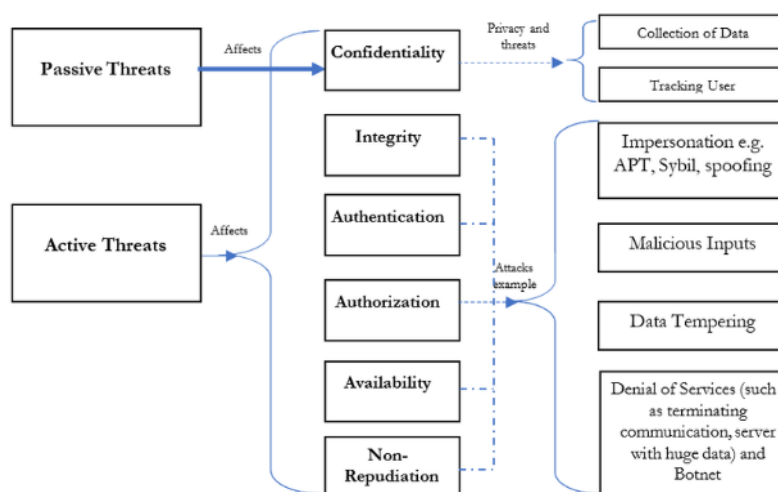 Passive Threats
Affects
Confidentiality
Privacy and
threats
Collection of Data
Tracking User
Integrity
Impersonation e.g.
APT, Sybil, spoofing
Active Threats
Affects
Authentication
Malicious Inputs
Authorization
Attacks
example
Data Tempering
Availability
Denial of Services (such
as terminating
communication, server
with huge data) and
Botnet
Non-
Repudiation